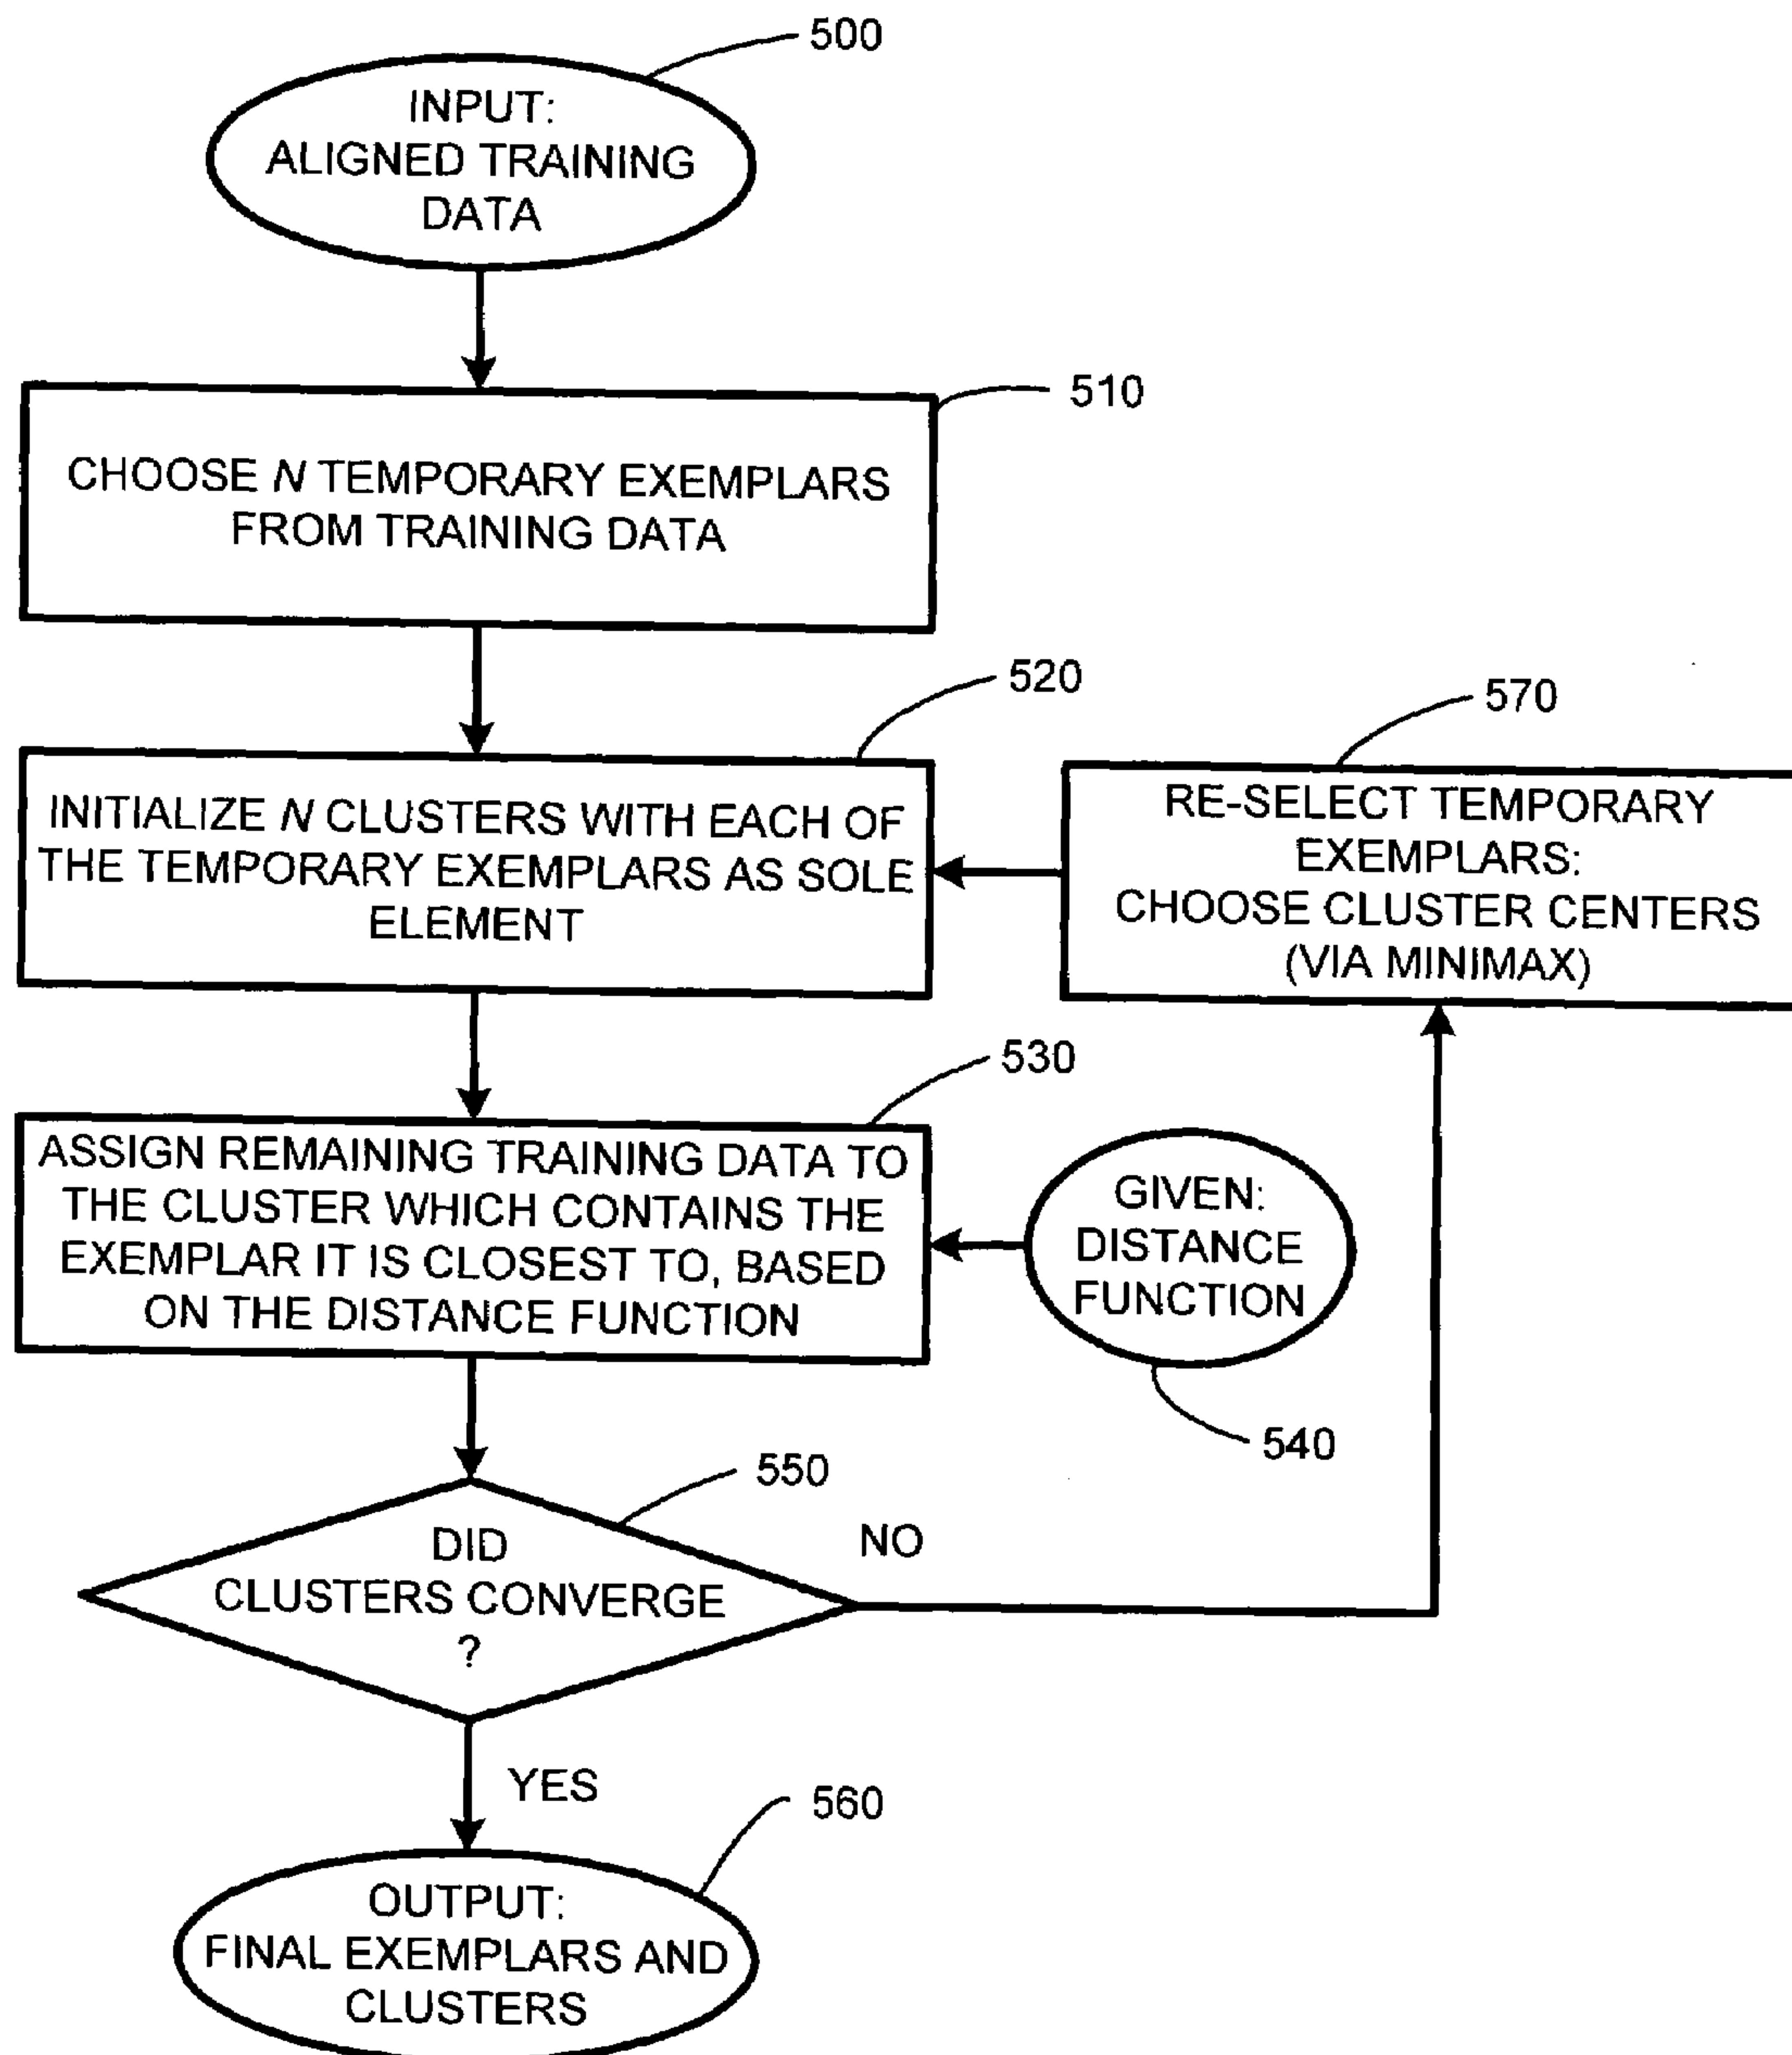 500
INPUT:
ALIGNED TRAINING
DATA
510
CHOOSE N TEMPORARY EXEMPLARS
FROM TRAINING DATA
520
INITIALIZE N CLUSTERS WITH EACH OF
THE TEMPORARY EXEMPLARS AS SOLE
ELEMENT
570
RE-SELECT TEMPORARY
EXEMPLARS:
CHOOSE CLUSTER CENTERS
(VIA MINIMAX)
530
ASSIGN REMAINING TRAINING DATA TO
THE CLUSTER WHICH CONTAINS THE
EXEMPLAR IT IS CLOSEST TO, BASED
ON THE DISTANCE FUNCTION
GIVEN:
DISTANCE
FUNCTION
540
550
DID
CLUSTERS CONVERGE
?
NO
YES
560
OUTPUT:
FINAL EXEMPLARS AND
CLUSTERS